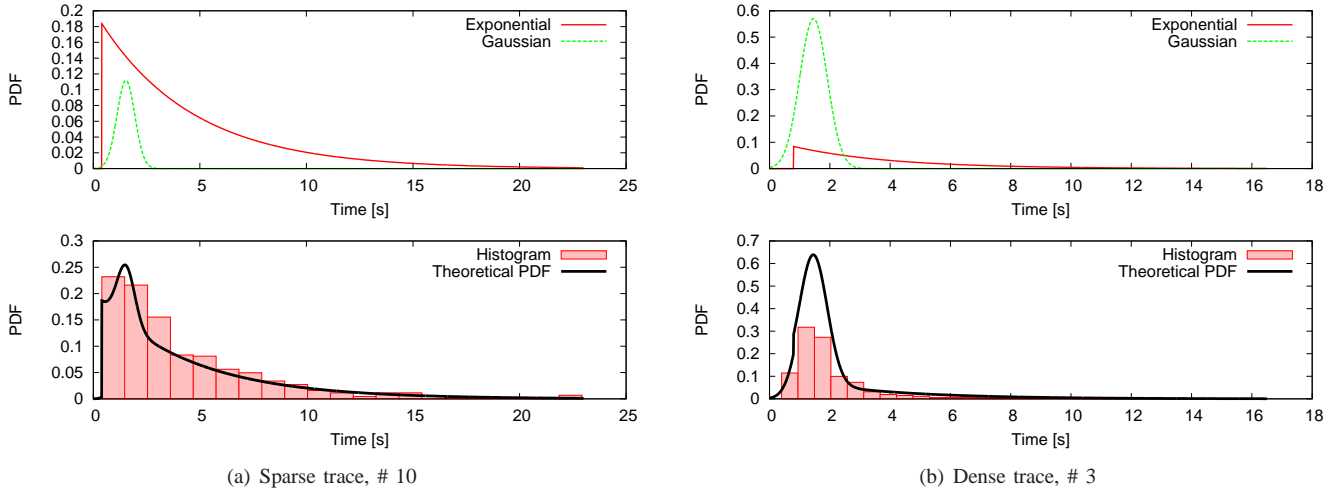 PDF
0.2
0.18
0.16
0.14
0.12
0.1
0.08
0.06
0.04
0.02
0 5 10 15 20 25
Time [s]
Exponential
Gaussian
PDF
0.6
0.5
0.4
0.3
0.2
0.1
0
0 2 4 6 8 10 12 14 16 18
Time [s]
Exponential
Gaussian
PDF
0.3
0.25
0.2
0.15
0.1
0.05
0
0 5 10 15 20 25
Time [s]
Histogram
Theoretical PDF
PDF
0.7
0.6
0.5
0.4
0.3
0.2
0.1
0
0 2 4 6 8 10 12 14 16 18
Time [s]
Histogram
Theoretical PDF
(a) Sparse trace, # 10
(b) Dense trace, # 3